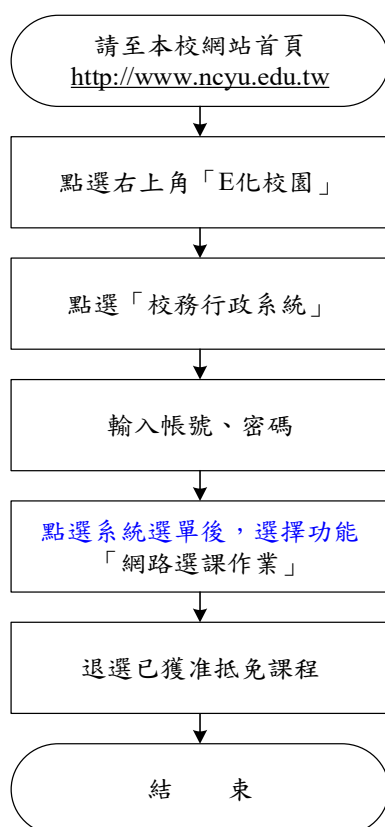 請至本校網站首頁
http://www.ncyu.edu.tw
點選右上角「E化校園」
點選「校務行政系統」
輸入帳號、密碼
點選系統選單後，選擇功能
「網路選課作業」
退選已獲准抵免課程
結　　束